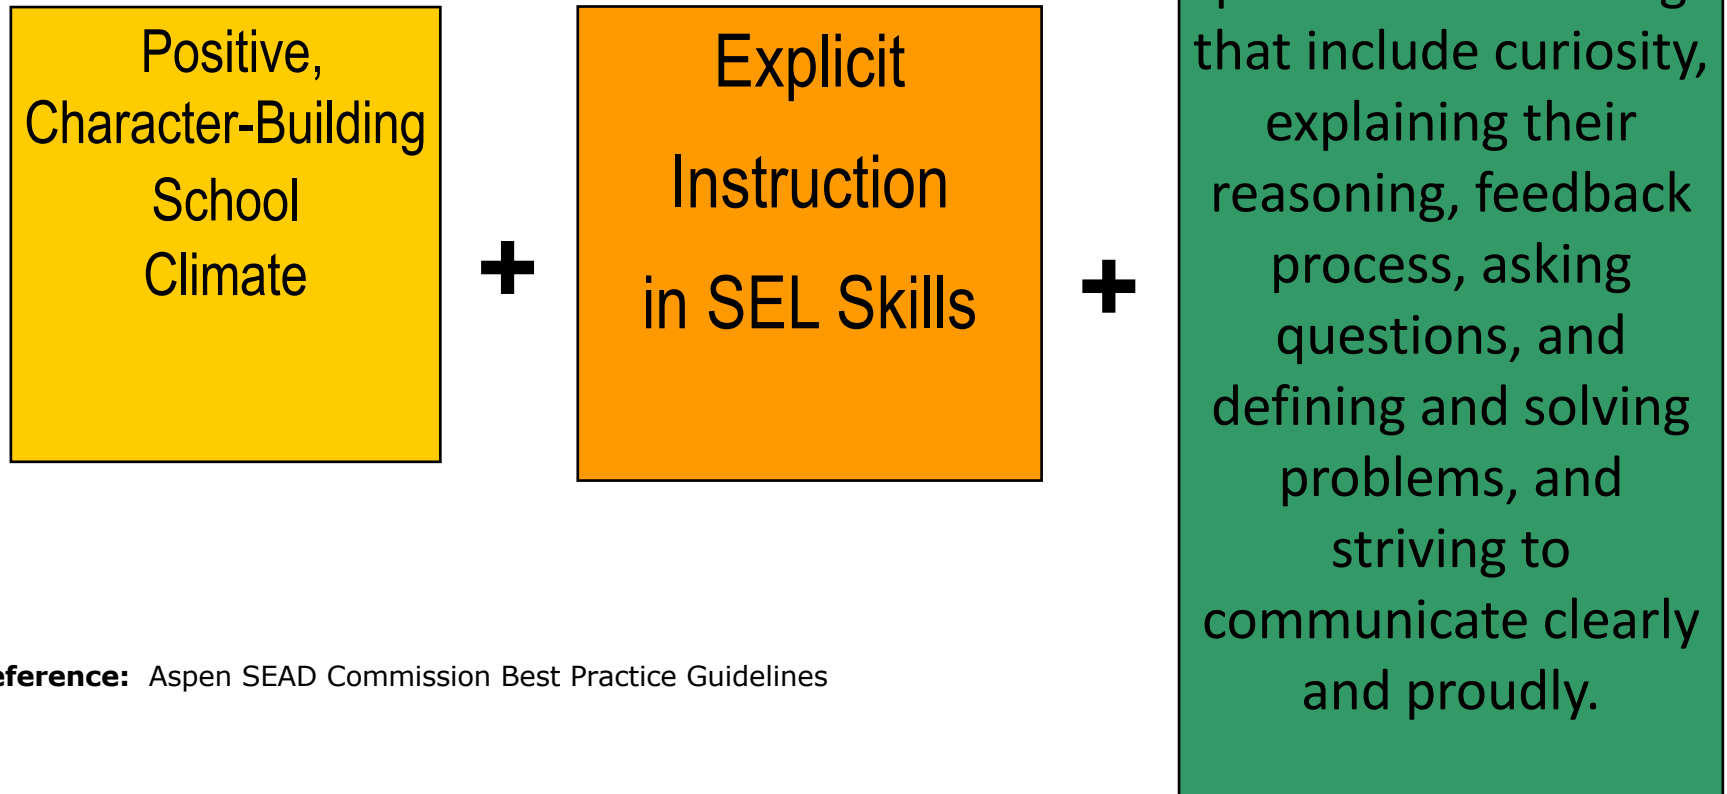 Positive,
Character-Building
School
Climate
+
Explicit
Instruction
in SEL Skills
+
that include curiosity,
explaining their
reasoning, feedback
process, asking
questions, and
defining and solving
problems, and
striving to
communicate clearly
and proudly.
eference: Aspen SEAD Commission Best Practice Guidelines